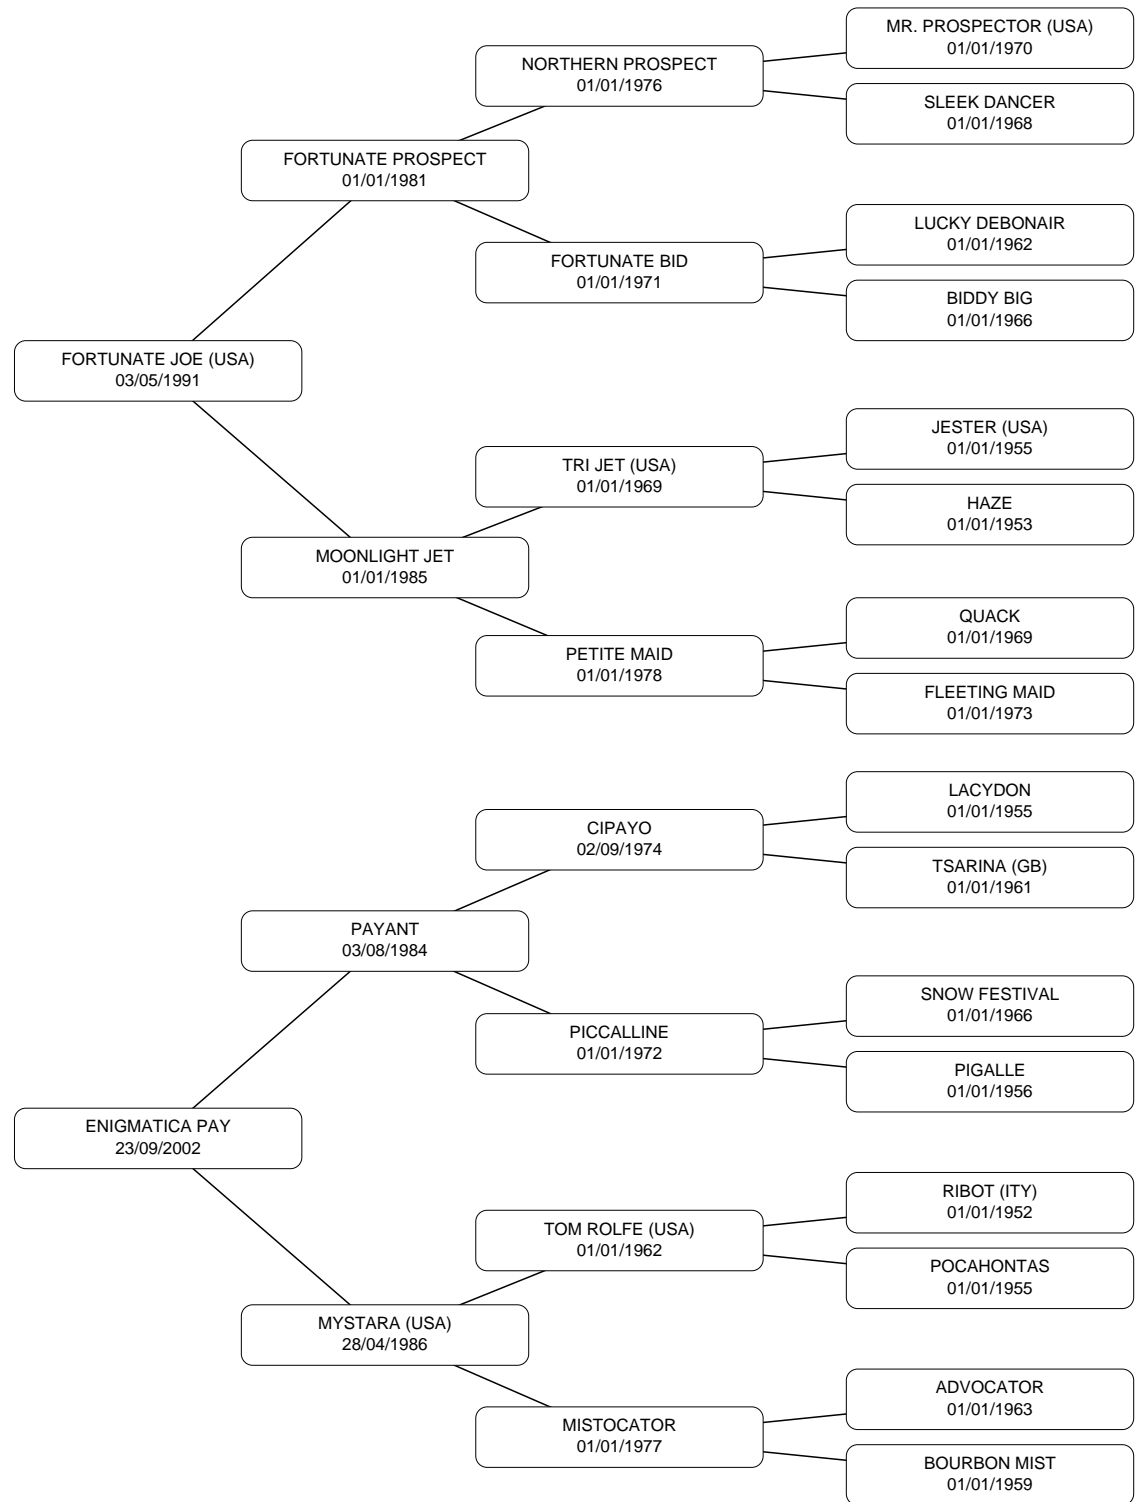 MR. PROSPECTOR (USA)
01/01/1970
NORTHERN PROSPECT
01/01/1976
SLEEK DANCER
01/01/1968
FORTUNATE PROSPECT
01/01/1981
LUCKY DEBONAIR
01/01/1962
FORTUNATE BID
01/01/1971
BIDDY BIG
01/01/1966
FORTUNATE JOE (USA)
03/05/1991
JESTER (USA)
01/01/1955
TRI JET (USA)
01/01/1969
HAZE
01/01/1953
MOONLIGHT JET
01/01/1985
QUACK
01/01/1969
PETITE MAID
01/01/1978
FLEETING MAID
01/01/1973
LACYDON
01/01/1955
CIPAYO
02/09/1974
TSARINA (GB)
01/01/1961
PAYANT
03/08/1984
SNOW FESTIVAL
01/01/1966
PICCALLINE
01/01/1972
PIGALLE
01/01/1956
ENIGMATICA PAY
23/09/2002
RIBOT (ITY)
01/01/1952
TOM ROLFE (USA)
01/01/1962
POCAHONTAS
01/01/1955
MYSTARA (USA)
28/04/1986
ADVOCATOR
01/01/1963
MISTOCATOR
01/01/1977
BOURBON MIST
01/01/1959